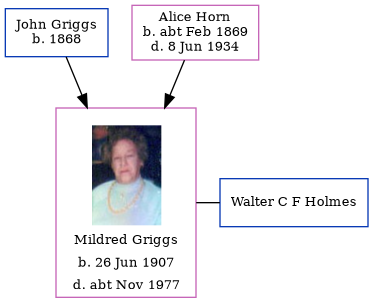 John Griggs
b. 1868
Alice Horn
b. abt Feb 1869
d. 8 Jun 1934
Mildred Griggs
b. 26 Jun 1907
d. abt Nov 1977
Walter C F Holmes